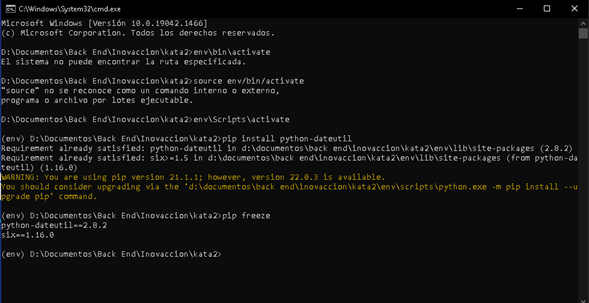 C:\Windows\System32\cmd.exe
Microsoft Windows [Versión 10.0.19042.1466]
(c) Microsoft Corporation. Todos los derechos reservados.
D:\Documentos\Back End\Inovaccion\kata2>env\bin\activate
El sistema no puede encontrar la ruta especificada.
D:\Documentos\Back End\Inovaccion\kata2>source env/bin/activate
"source" no se reconoce como un comando interno o externo,
programa o archivo por lotes ejecutable.
D:\Documentos\Back End\Inovaccion\kata2>env\Scripts\activate
(env) D:\Documentos\Back End\Inovaccion\kata2>pip install python-dateutil
Requirement already satisfied: python-dateutil in d:\documentos\back end\inovaccion\kata2\env\lib\site-packages (2.8.2)
Requirement already satisfied: six>=1.5 in d:\documentos\back end\inovaccion\kata2\env\lib\site-packages (from python-da
teutil) (1.16.0)
WARNING: You are using pip version 21.1.1; however, version 22.0.3 is available.
You should consider upgrading via the 'd:\documentos\back end\inovaccion\kata2\env\scripts\python.exe -m pip install --u
pgrade pip' command.
(env) D:\Documentos\Back End\Inovaccion\kata2>pip freeze
python-dateutil==2.8.2
six==1.16.0
(env) D:\Documentos\Back End\Inovaccion\kata2>